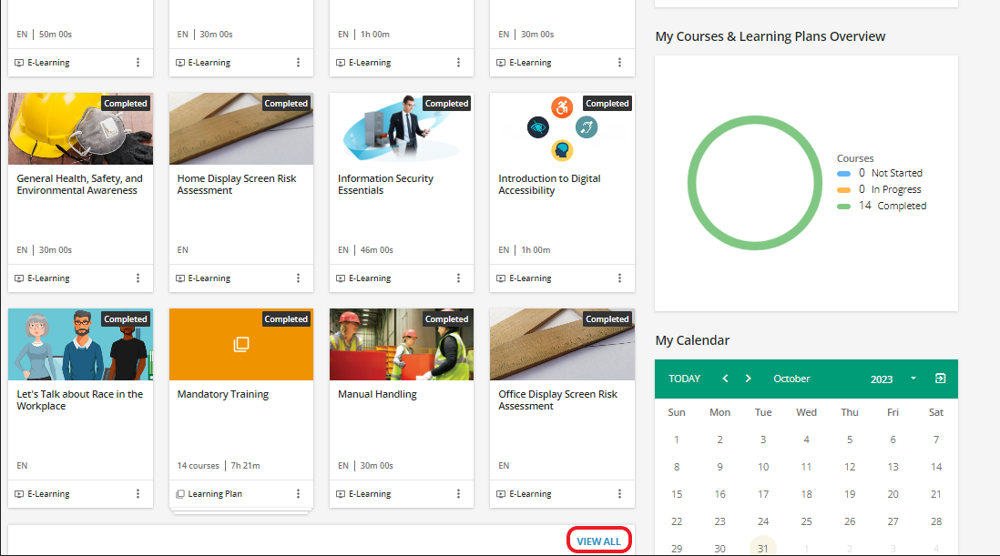 EN | 50m 00s
E-Learning
EN | 30m 00s
E-Learning
EN | 1h 00m
E-Learning
EN | 30m 00s
E-Learning
Completed
General Health, Safety, and
Environmental Awareness
EN | 30m 00s
E-Learning
Completed
Home Display Screen Risk
Assessment
EN
E-Learning
Completed
Information Security
Essentials
EN | 46m 00s
E-Learning
Completed
Introduction to Digital
Accessibility
EN | 1h 00m
E-Learning
Completed
Let's Talk about Race in the
Workplace
EN
E-Learning
Completed
Mandatory Training
14 courses | 7h 21m
Learning Plan
Completed
Manual Handling
EN | 30m 00s
E-Learning
Completed
Office Display Screen Risk
Assessment
EN
E-Learning
VIEW ALL
My Courses & Learning Plans Overview
Courses
0 Not Started
0 In Progress
14 Completed
My Calendar
TODAY < > October 2023
Sun Mon Tue Wed Thu Fri Sat
1 2 3 4 5 6 7
8 9 10 11 12 13 14
15 16 17 18 19 20 21
22 23 24 25 26 27 28
29 30 31 1 2 3 4